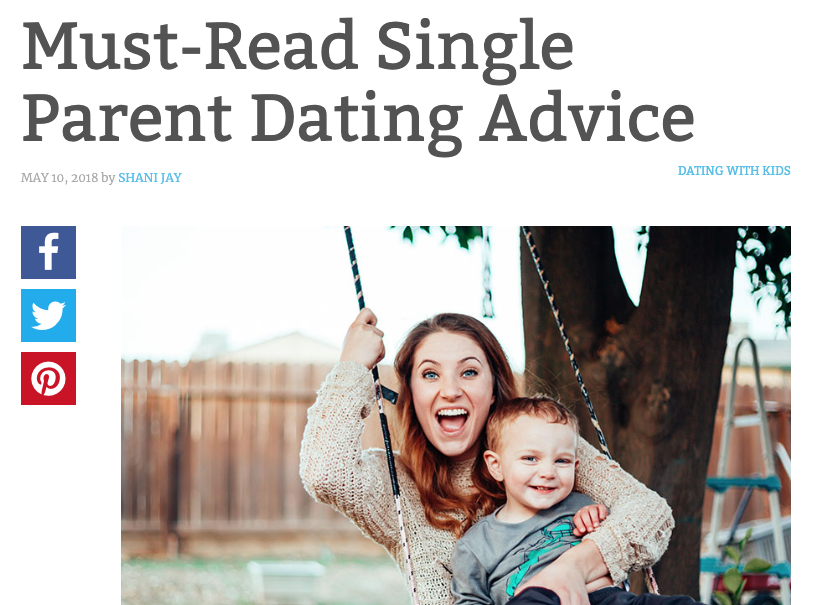 Must-Read Single
Parent Dating Advice
MAY 10, 2018 by SHANI JAY
DATING WITH KIDS